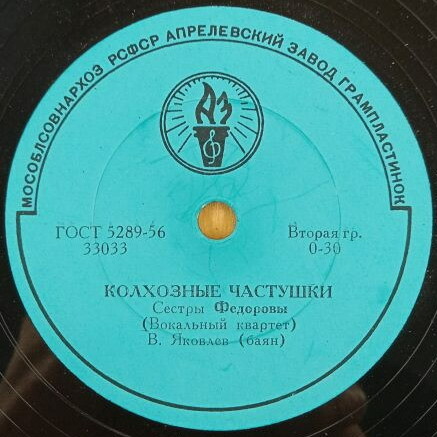 МОСОБЛСОВНАРХОЗ РСФСР АПРЕЛЕВСКИЙ ЗАВОД ГРАМПЛАСТИНОК
АЗ
ГОСТ 5289-56
33033
Вторая гр.
0-30
КОЛХОЗНЫЕ ЧАСТУШКИ
Сестры Федоровы
(Вокальный квартет)
В. Яковлев (баян)